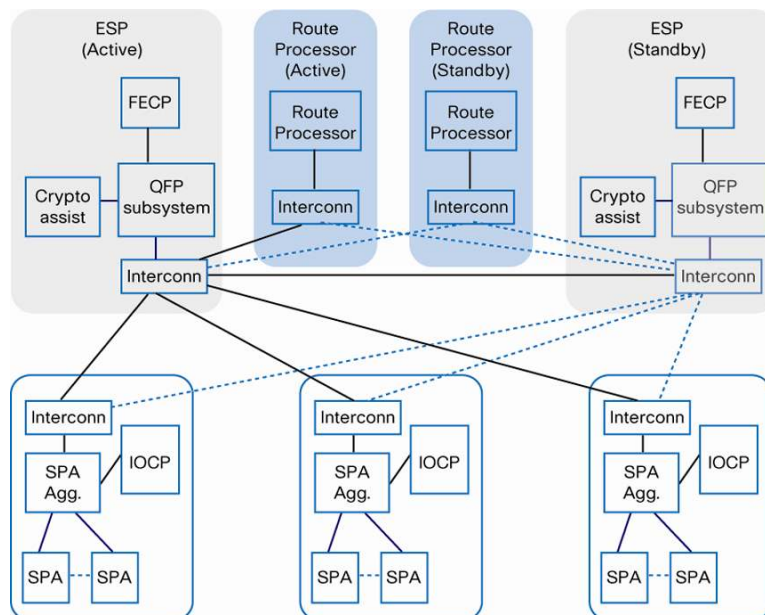 ESP
(Active)
Route
Processor
(Active)
Route
Processor
(Standby)
ESP
(Standby)
FECP
Route
Processor
Route
Processor
FECP
Crypto
assist
QFP
subsystem
Interconn
Interconn
Crypto
assist
QFP
subsystem
Interconn
Interconn
Interconn
IOCP
SPA
Agg.
SPA
SPA
Interconn
IOCP
SPA
Agg.
SPA
SPA
Interconn
IOCP
SPA
Agg.
SPA
SPA